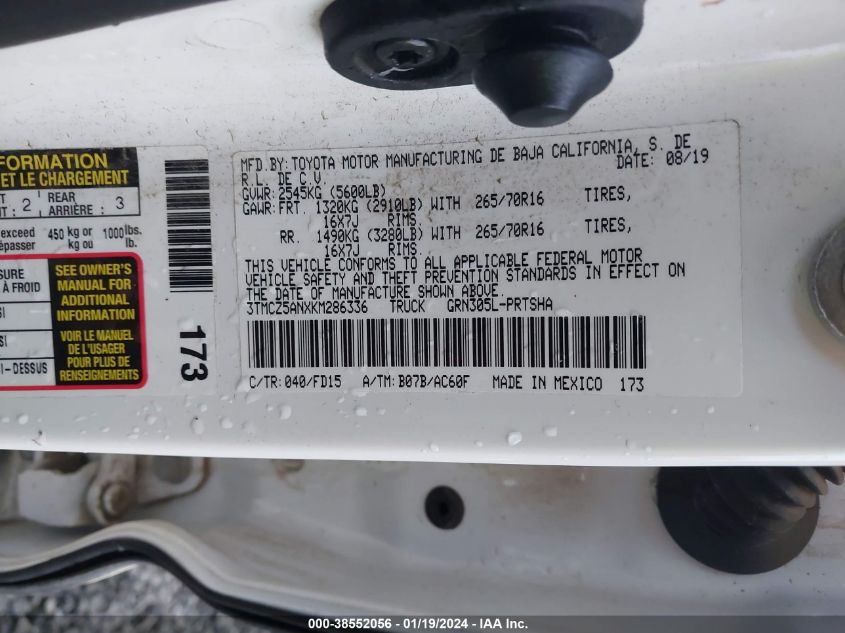 FORMATION
ET LE CHARGEMENT
: 2 REAR ARRIÈRE : 3
exceed 450 kg or 1000 lbs.
kg ou lb.
À FROID
SEE OWNER'S
MANUAL FOR
ADDITIONAL
INFORMATION
VOIR LE MANUEL
DE L'USAGER
POUR PLUS DE
RENSEIGNEMENTS
I-DESSUS
173
MFD.BY:TOYOTA MOTOR MANUFACTURING DE BAJA CALIFORNIA, S. DE
R.L. DE C.V. DATE: 08/19
GVWR: 2545KG (5600LB)
GAWR:FRT. 1320KG (2910LB) WITH 265/70R16 TIRES,
16X7J RIMS.
RR. 1490KG (3280LB) WITH 265/70R16 TIRES,
16X7J RIMS.
THIS VEHICLE CONFORMS TO ALL APPLICABLE FEDERAL MOTOR
VEHICLE SAFETY AND THEFT PREVENTION STANDARDS IN EFFECT ON
THE DATE OF MANUFACTURE SHOWN ABOVE.
3TMCZ5ANXKM286336 TRUCK GRN305L-PRTSHA
C/TR: 040/FD15 A/TM: B07B/AC60F MADE IN MEXICO 173
000-38552056 - 01/19/2024 - IAA Inc.